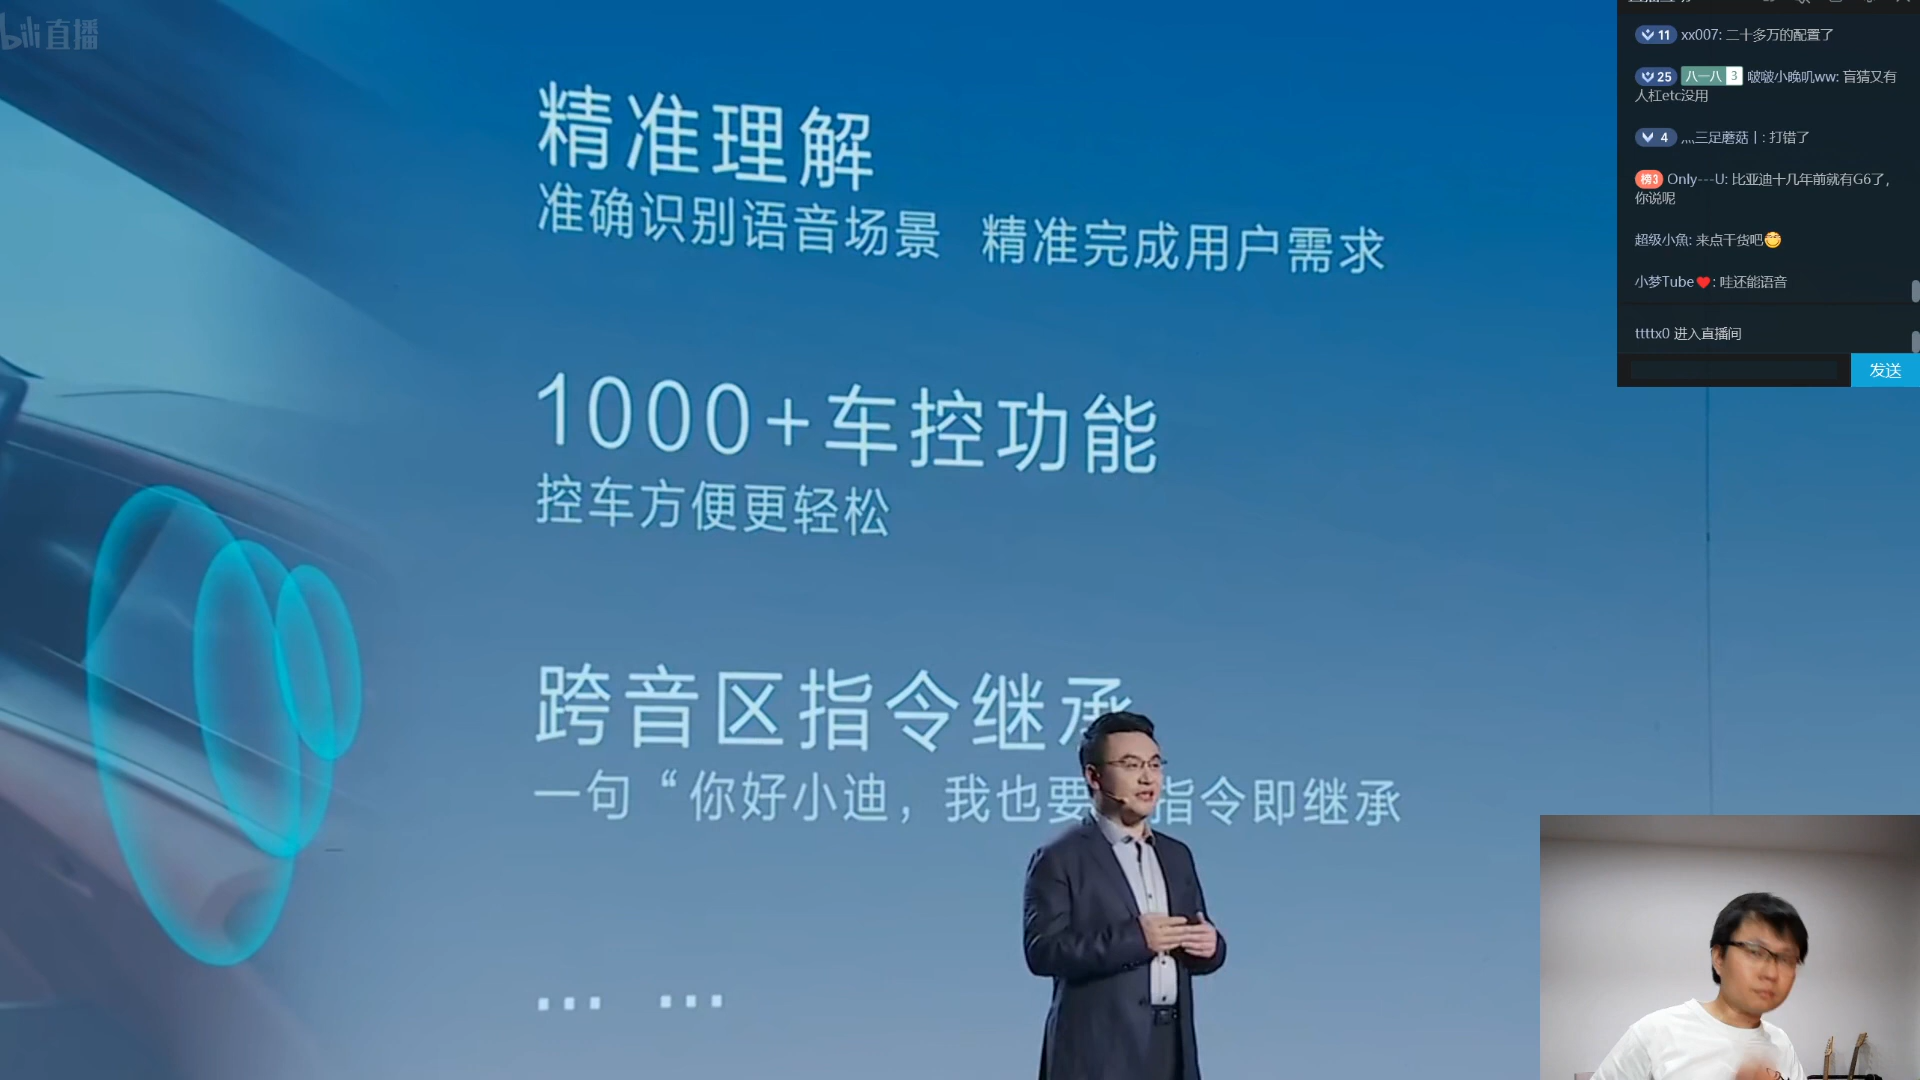 bili直播
精准理解
准确识别语音场景 精准完成用户需求
1000+车控功能
控车方便更轻松
跨音区指令继承
一句“你好小迪，我也要 指令即继承
... ...
11 xx007: 二十多万的配置了
25 八一八 3 啵啵小晚叽ww: 盲猜又有
人杠etc没用
4 灬三足蘑菇丨: 打错了
榜3 Only---U: 比亚迪十几年前就有G6了，
你说呢
超级小魚: 来点干货吧
小梦Tube❤: 哇还能语音
ttttx0 进入直播间
发送